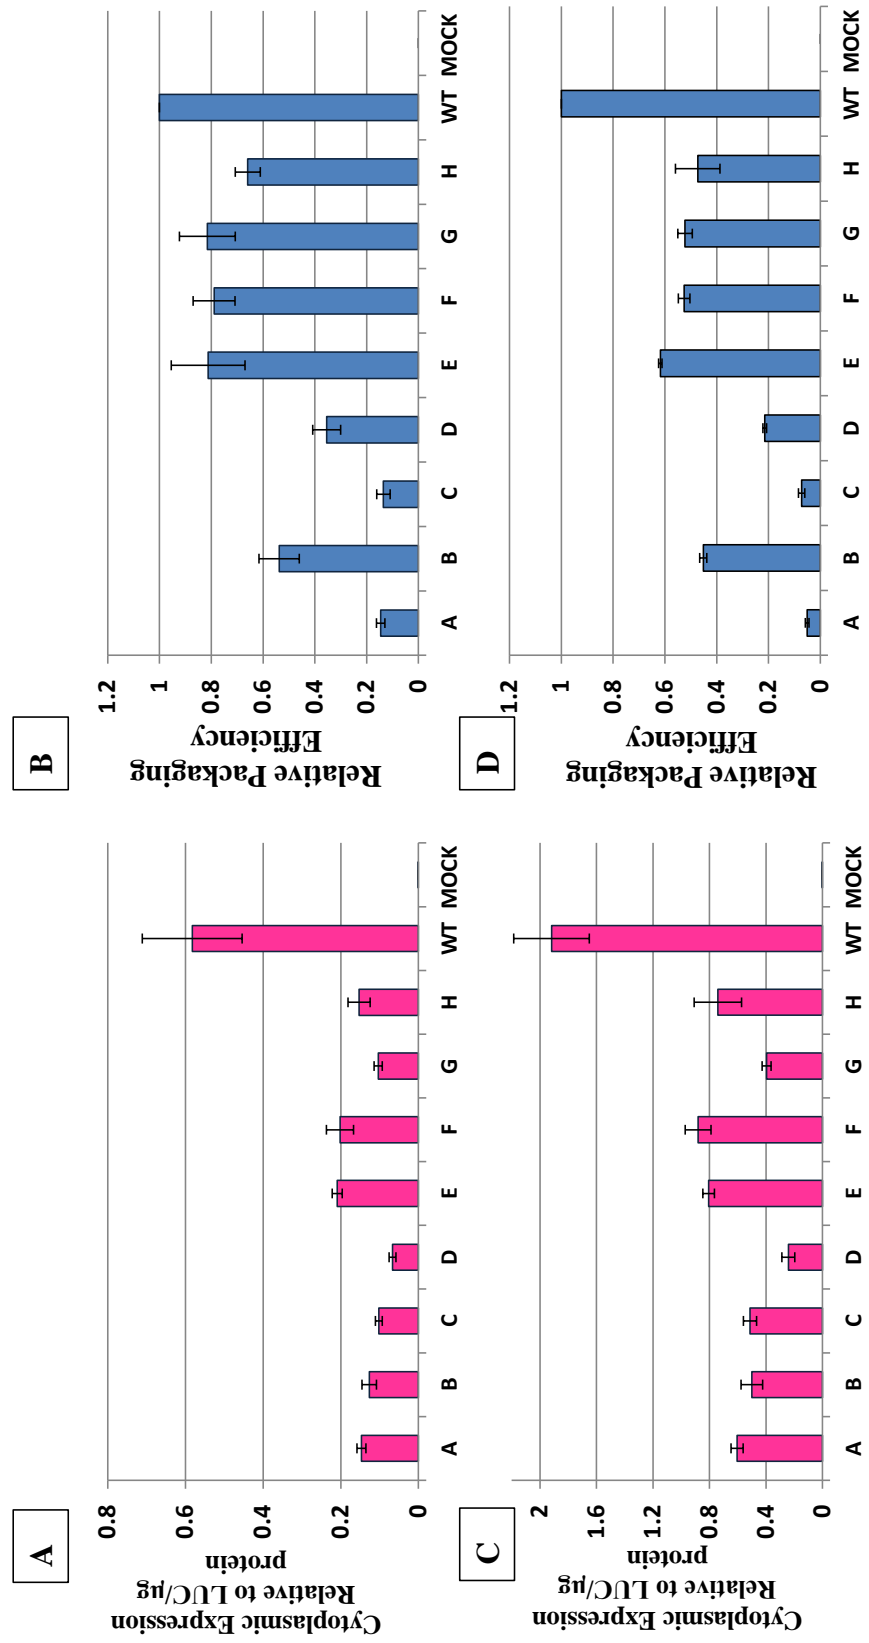 A
Cytoplasmic Expression
Relative to LUC/µg
protein
0.8
0.6
0.4
0.2
0
A B C D E F G H WT MOCK
B
Relative Packaging
Efficiency
1.2
1
0.8
0.6
0.4
0.2
0
A B C D E F G H WT MOCK
C
Cytoplasmic Expression
Relative to LUC/µg
protein
2
1.6
1.2
0.8
0.4
0
A B C D E F G H WT MOCK
D
Relative Packaging
Efficiency
1.2
1
0.8
0.6
0.4
0.2
0
A B C D E F G H WT MOCK